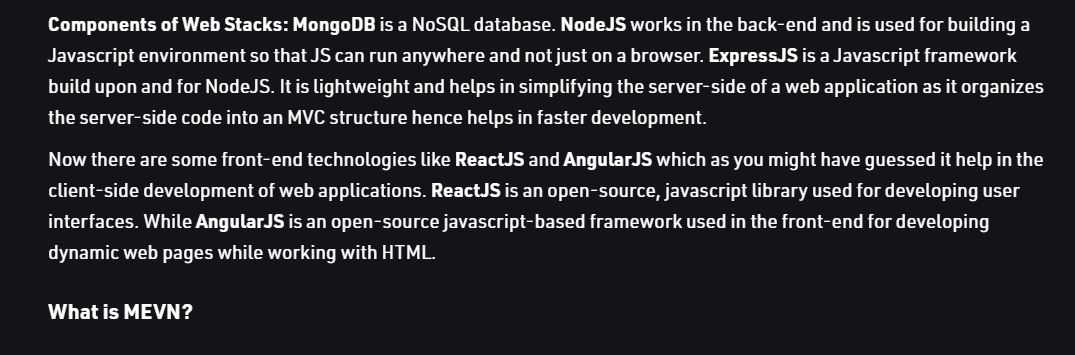 Components of Web Stacks: MongoDB is a NoSQL database. NodeJS works in the back-end and is used for building a
Javascript environment so that JS can run anywhere and not just on a browser. ExpressJS is a Javascript framework
build upon and for NodeJS. It is lightweight and helps in simplifying the server-side of a web application as it organizes
the server-side code into an MVC structure hence helps in faster development.
Now there are some front-end technologies like ReactJS and AngularJS which as you might have guessed it help in the
client-side development of web applications. ReactJS is an open-source, javascript library used for developing user
interfaces. While AngularJS is an open-source javascript-based framework used in the front-end for developing
dynamic web pages while working with HTML.
What is MEVN?